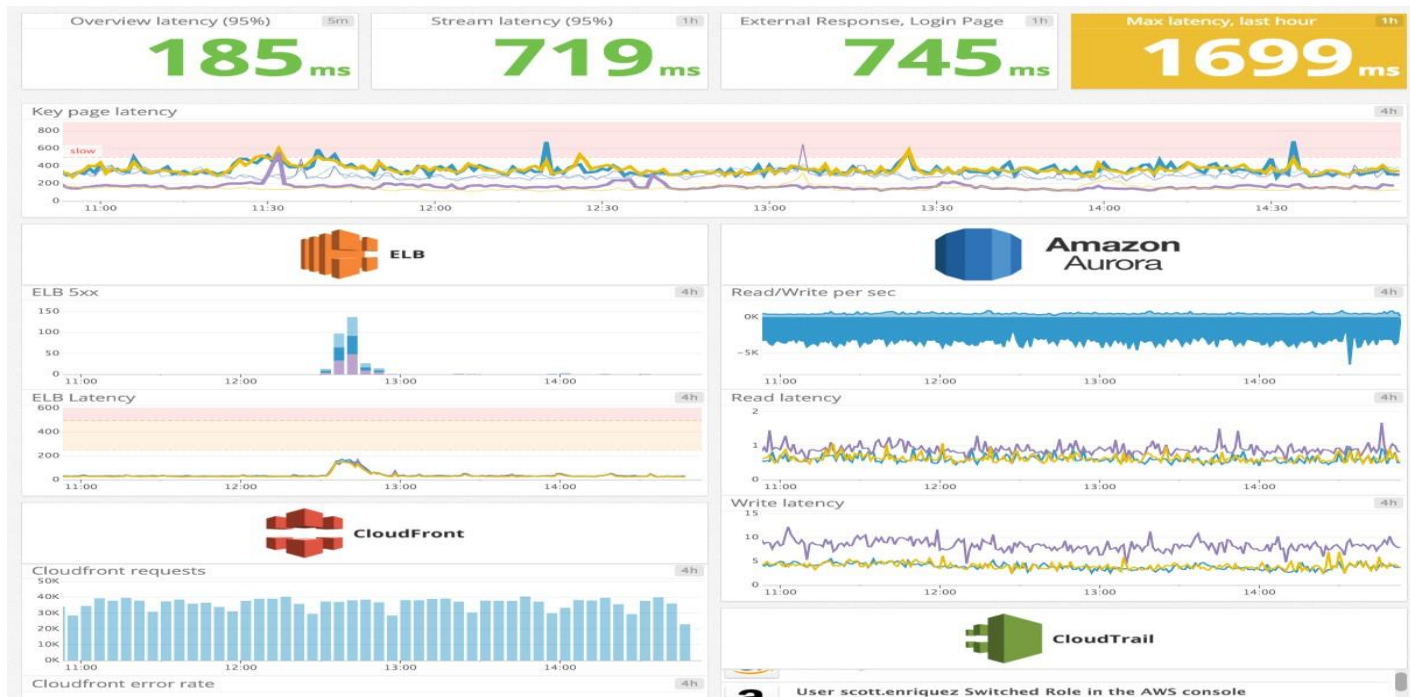 Overview latency (95%) 5m
185 ms
Stream latency (95%) 1h
719 ms
External Response, Login Page 1h
745 ms
Max latency, last hour 1h
1699 ms
Key page latency 4h
800
600
slow
400
200
0
11:00 11:30 12:00 12:30 13:00 13:30 14:00 14:30
ELB
ELB 5xx 4h
150
100
50
0
11:00 12:00 13:00 14:00
ELB Latency 4h
600
400
200
0
11:00 12:00 13:00 14:00
CloudFront
Cloudfront requests 4h
50K
40K
30K
20K
10K
0K
11:00 12:00 13:00 14:00
Cloudfront error rate 4h
Amazon
Aurora
Read/Write per sec 4h
0K
−5K
11:00 12:00 13:00 14:00
Read latency 4h
2
1
0
11:00 12:00 13:00 14:00
Write latency 4h
15
10
5
0
11:00 12:00 13:00 14:00
CloudTrail
User scott.enriquez Switched Role in the AWS console